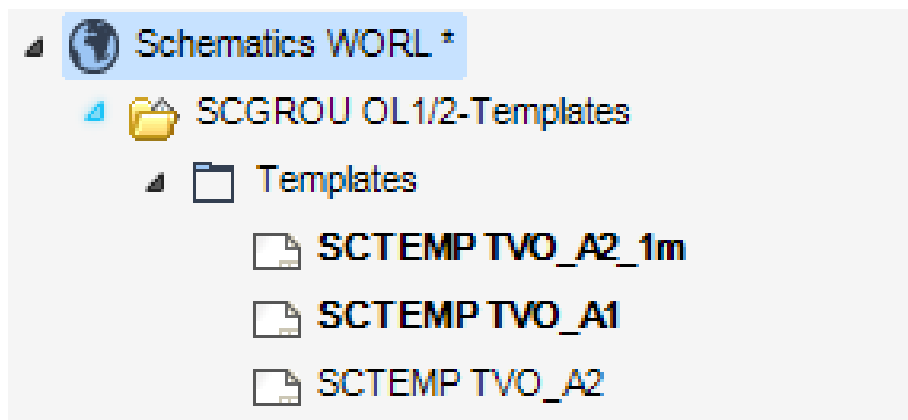 Schematics WORL *
SCGROU OL1/2-Templates
Templates
SCTEMP TVO_A2_1m
SCTEMP TVO_A1
SCTEMP TVO_A2